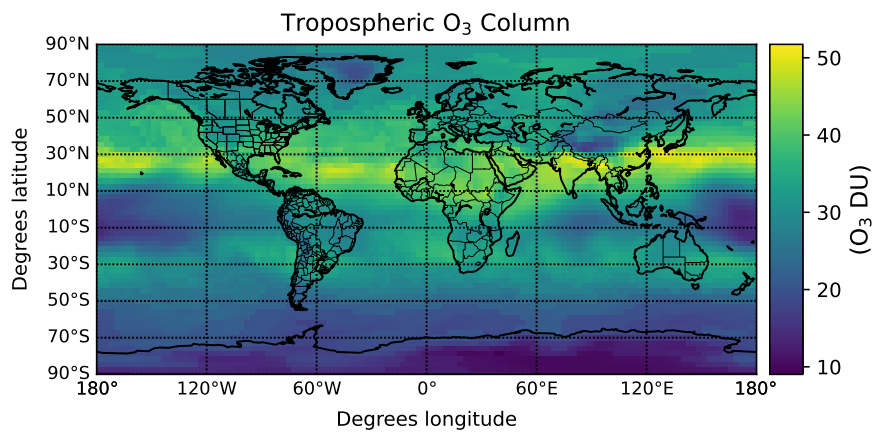 Tropospheric O₃ Column
90°N
70°N
50°N
30°N
10°N
10°S
30°S
50°S
70°S
90°S
180°
120°W
60°W
0°
60°E
120°E
180°
Degrees latitude
Degrees longitude
50
40
30
20
10
(O₃ DU)